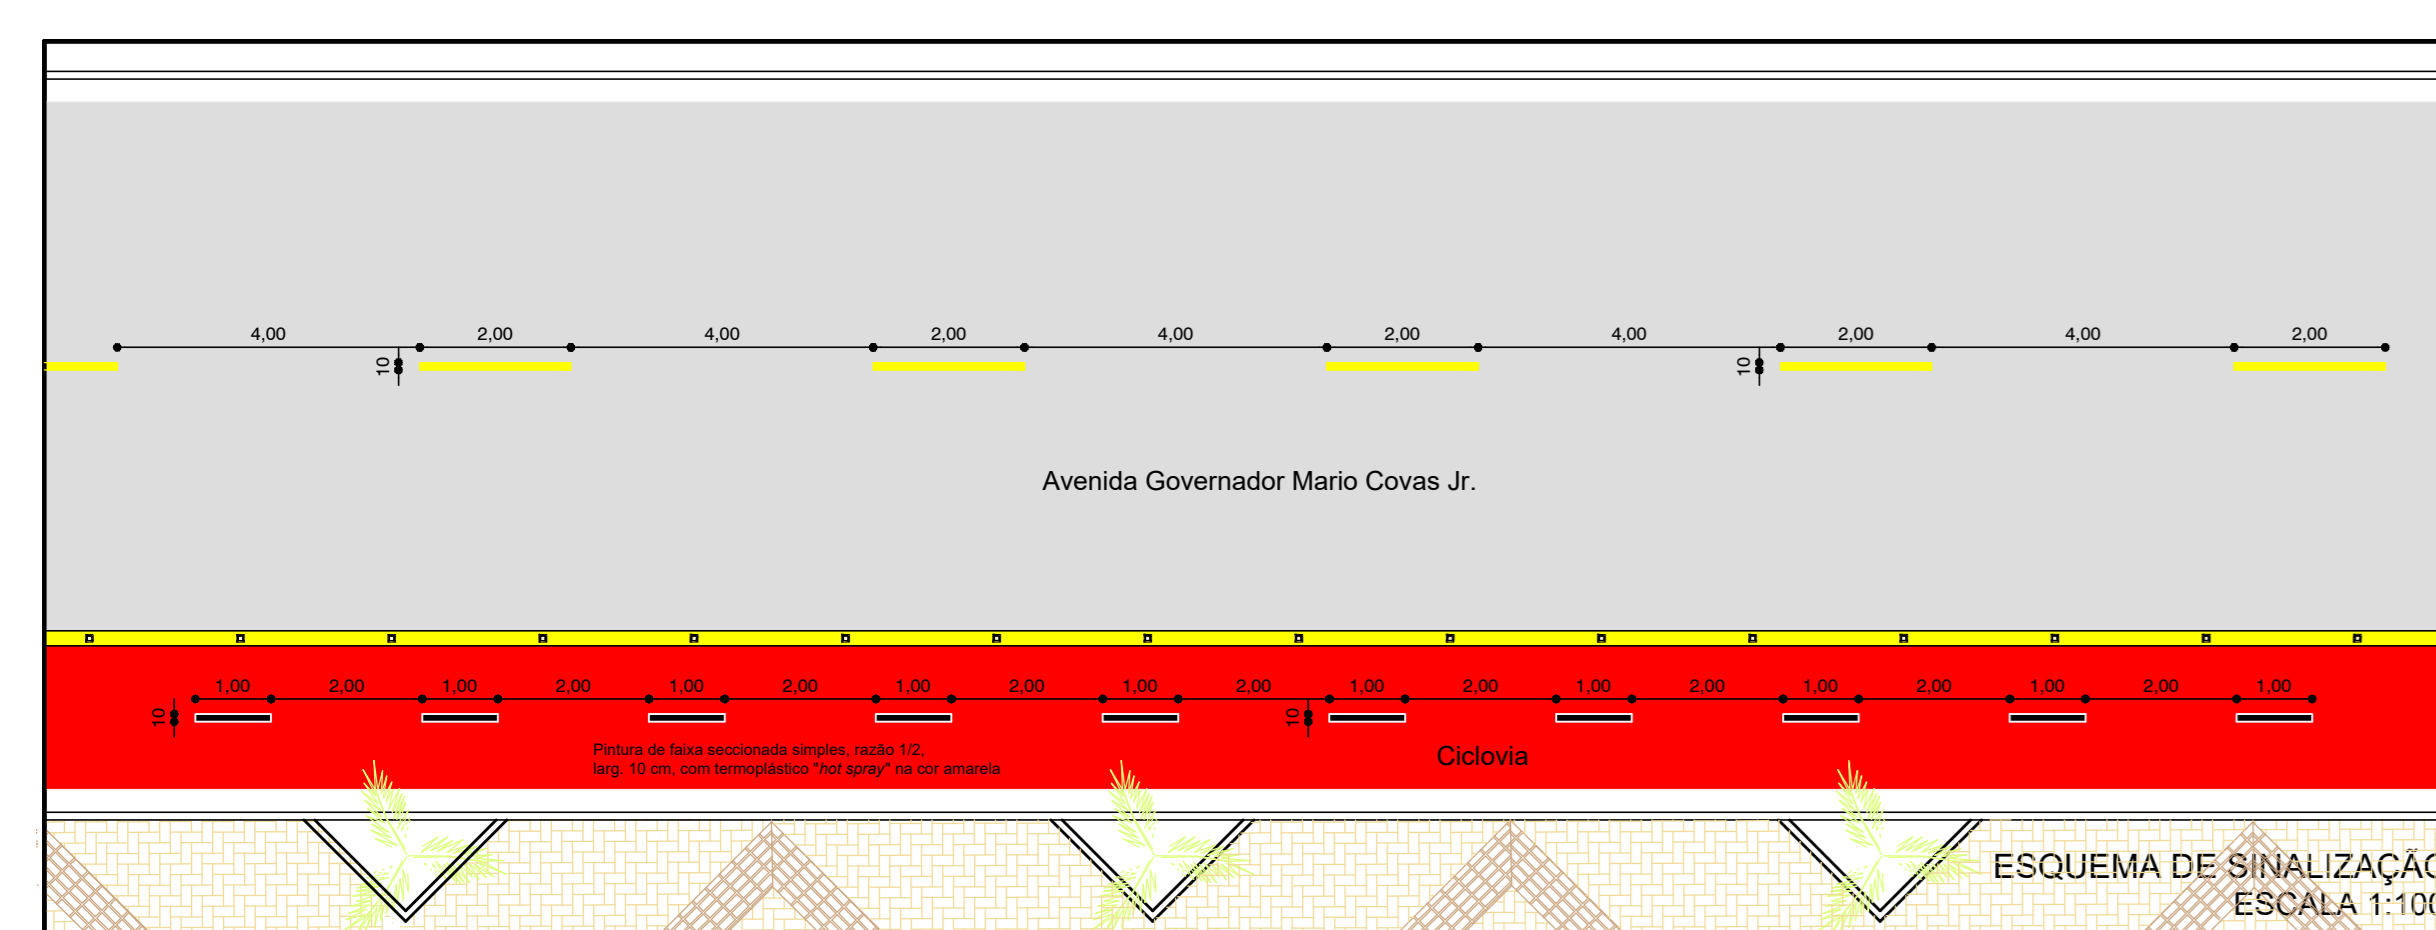 4,00 2,00 4,00 2,00 4,00 2,00 4,00 2,00 4,00 2,00
10 10
Avenida Governador Mario Covas Jr.
1,00 2,00 1,00 2,00 1,00 2,00 1,00 2,00 1,00 2,00 1,00 2,00 1,00 2,00 1,00 2,00 1,00 2,00 1,00
10 10
Pintura de faixa seccionada simples, razão 1/2,
larg. 10 cm, com termoplástico "hot spray" na cor amarela
Ciclovia
ESQUEMA DE SINALIZAÇÃO
ESCALA 1:100